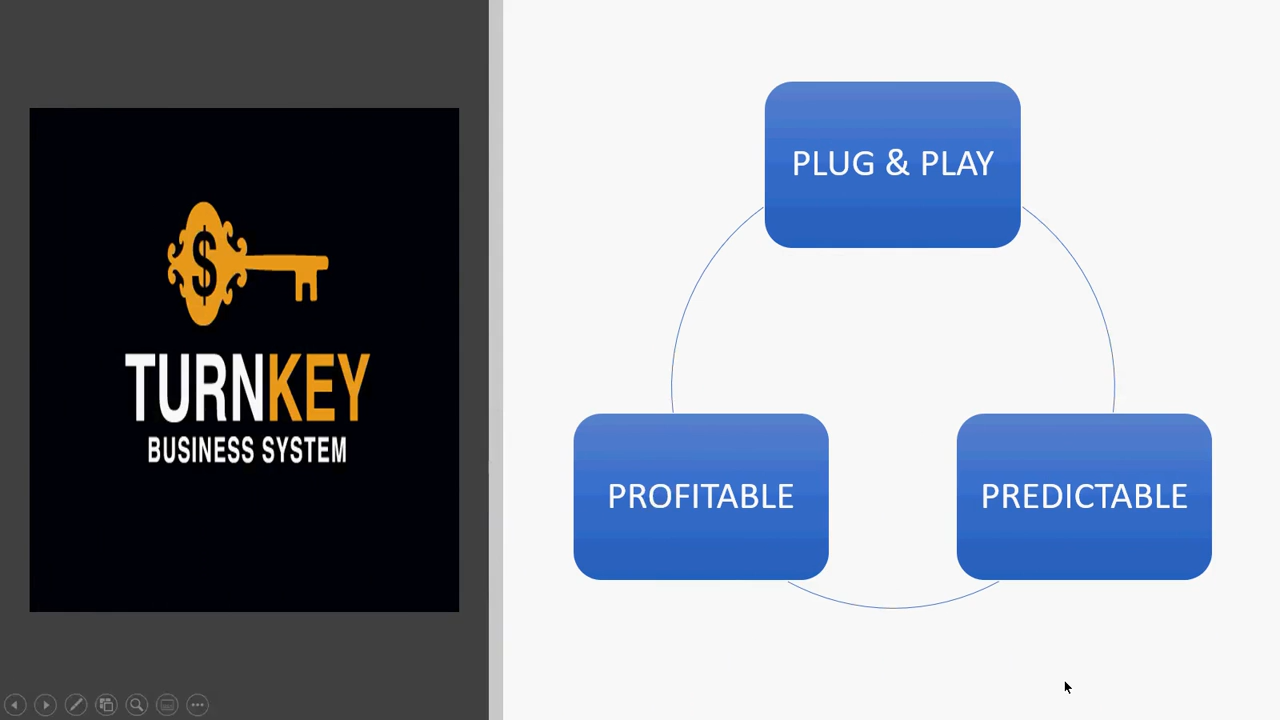 $
TURNKEY
BUSINESS SYSTEM
PLUG & PLAY
PROFITABLE
PREDICTABLE